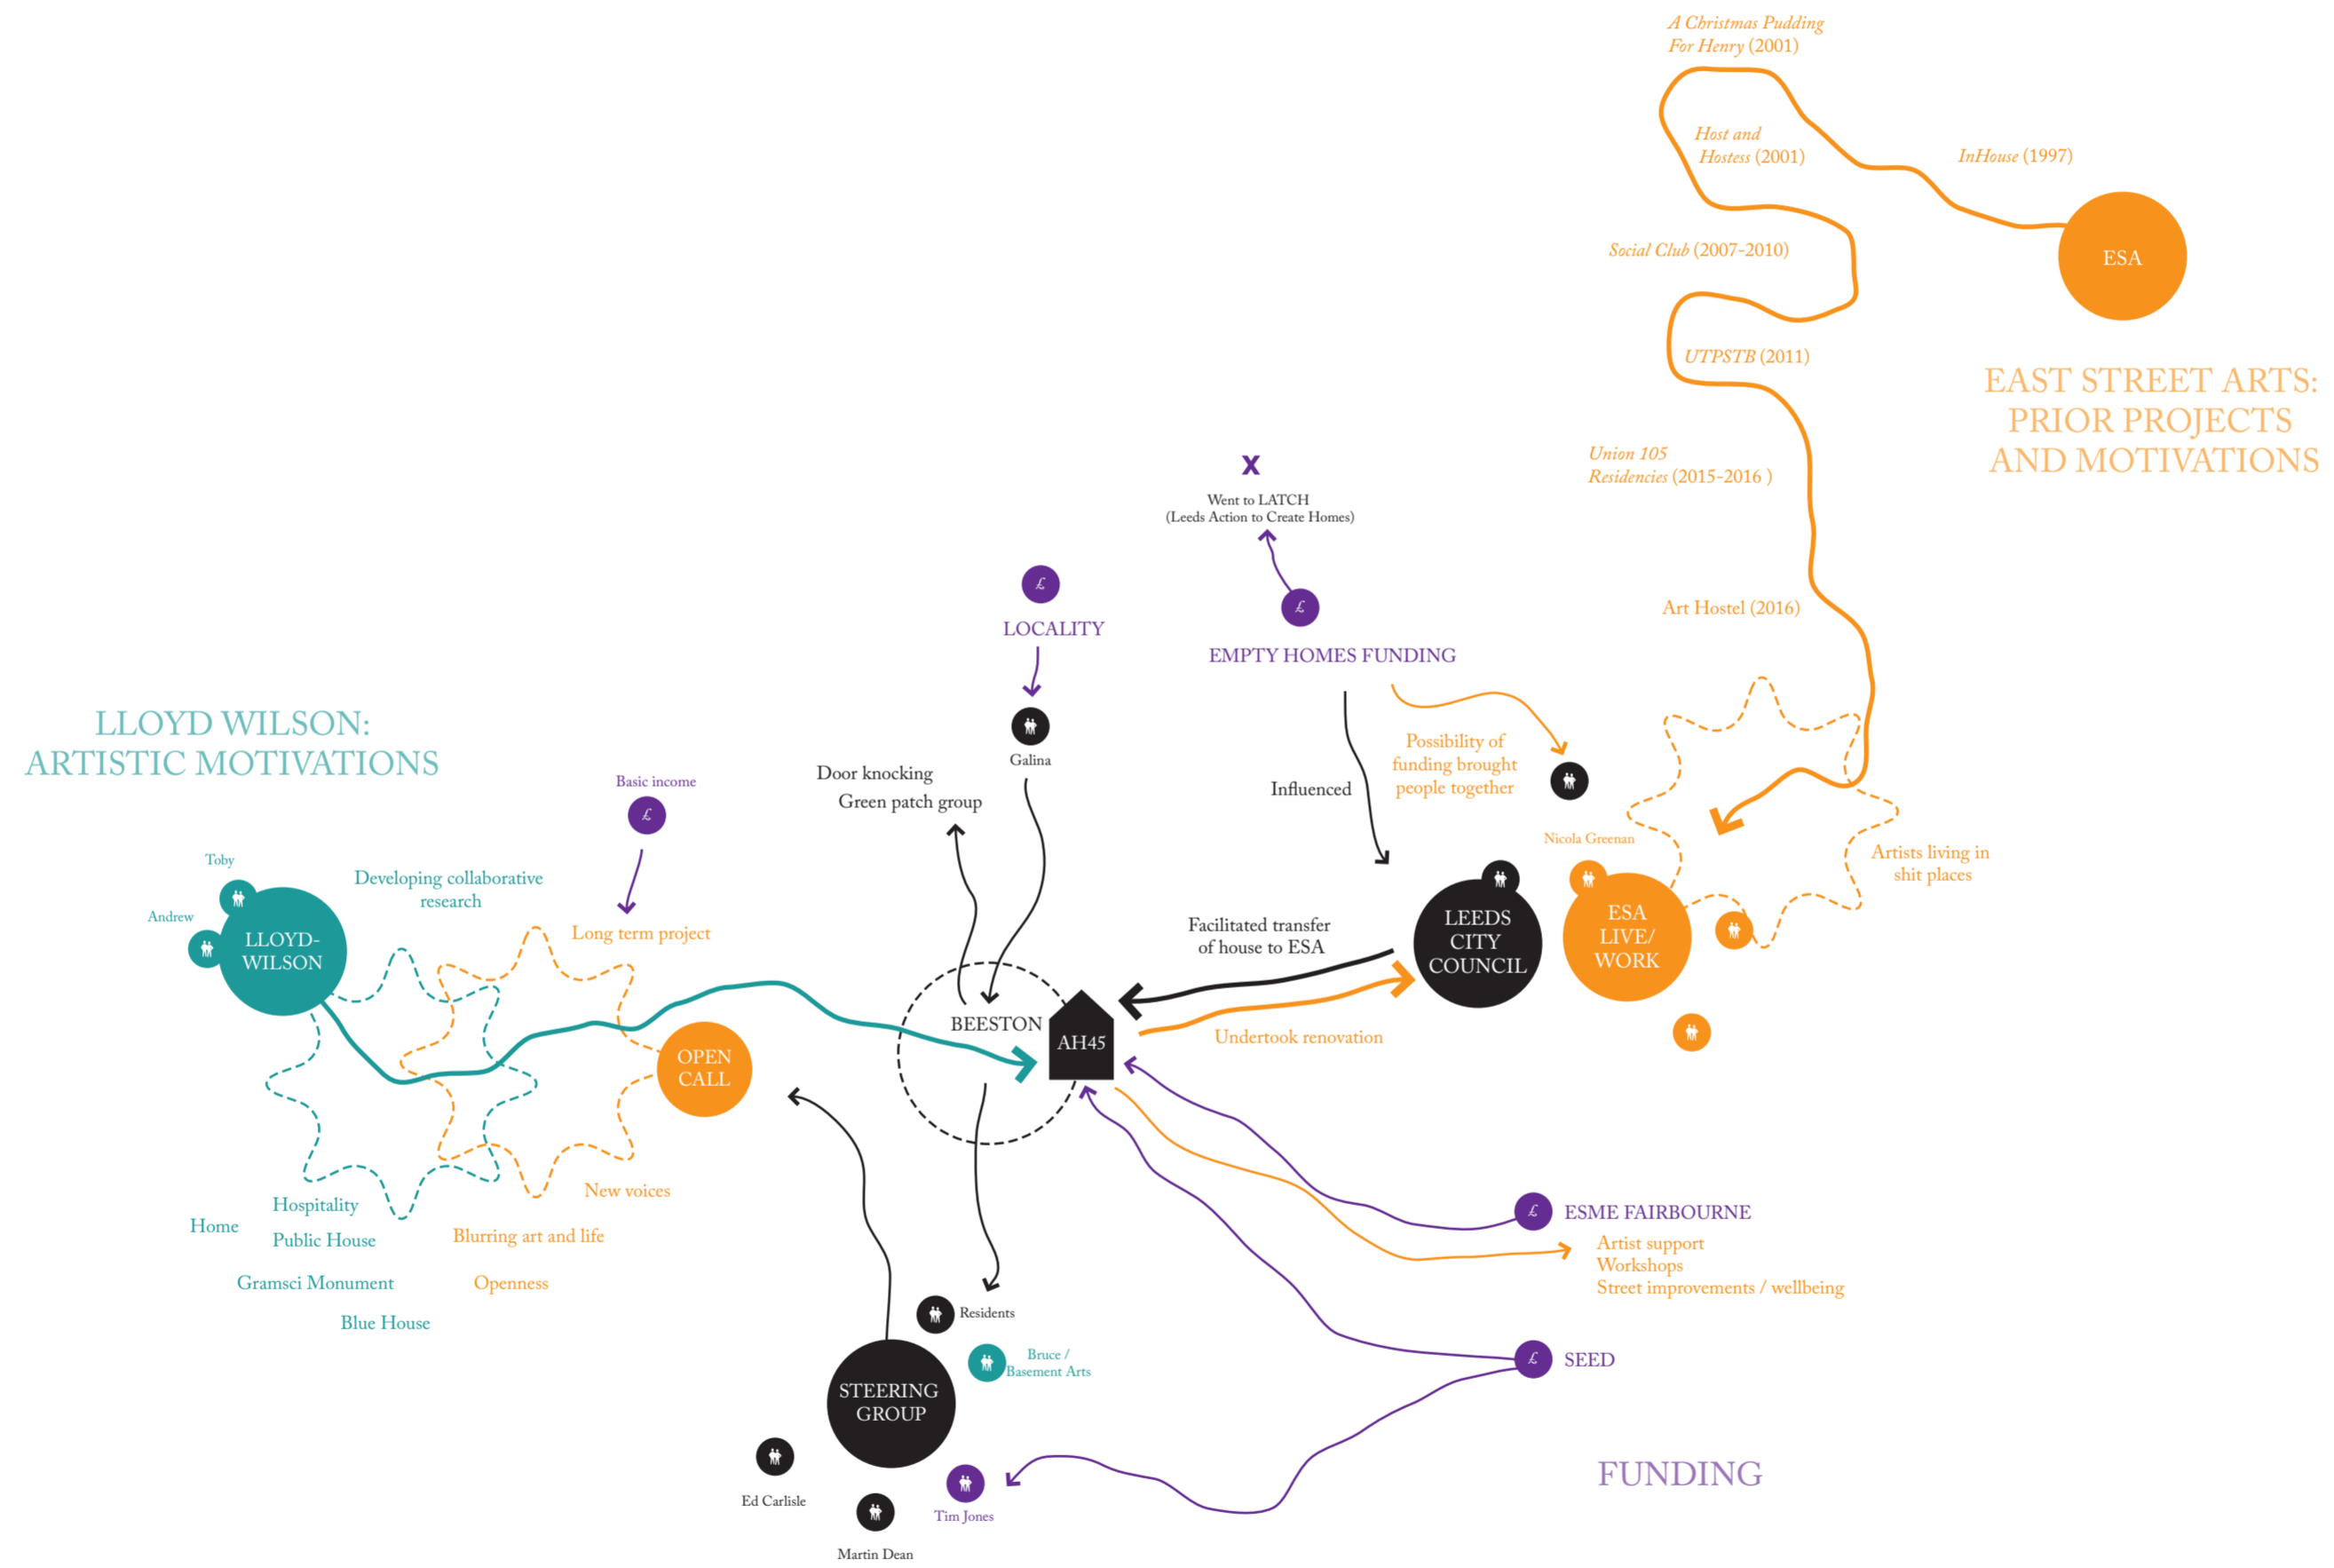 A Christmas Pudding
For Henry (2001)
Host and
Hostess (2001)
InHouse (1997)
ESA
Social Club (2007-2010)
UTPSTB (2011)
EAST STREET ARTS:
PRIOR PROJECTS
AND MOTIVATIONS
Union 105
Residencies (2015-2016 )
X
Went to LATCH
(Leeds Action to Create Homes)
£
LOCALITY
£
EMPTY HOMES FUNDING
Art Hostel (2016)
Galina
Influenced
Possibility of
funding brought
people together
LLOYD WILSON:
ARTISTIC MOTIVATIONS
Basic income
£
Door knocking
Green patch group
Nicola Greenan
Artists living in
shit places
Toby
Andrew
LLOYD-
WILSON
Developing collaborative
research
Long term project
Facilitated transfer
of house to ESA
LEEDS
CITY
COUNCIL
ESA
LIVE/
WORK
BEESTON
AH45
Undertook renovation
OPEN
CALL
New voices
Hospitality
Home
Public House
Blurring art and life
Gramsci Monument
Openness
Blue House
£
ESME FAIRBOURNE
Artist support
Workshops
Street improvements / wellbeing
Residents
Bruce /
Basement Arts
£
SEED
STEERING
GROUP
Ed Carlisle
Martin Dean
Tim Jones
FUNDING